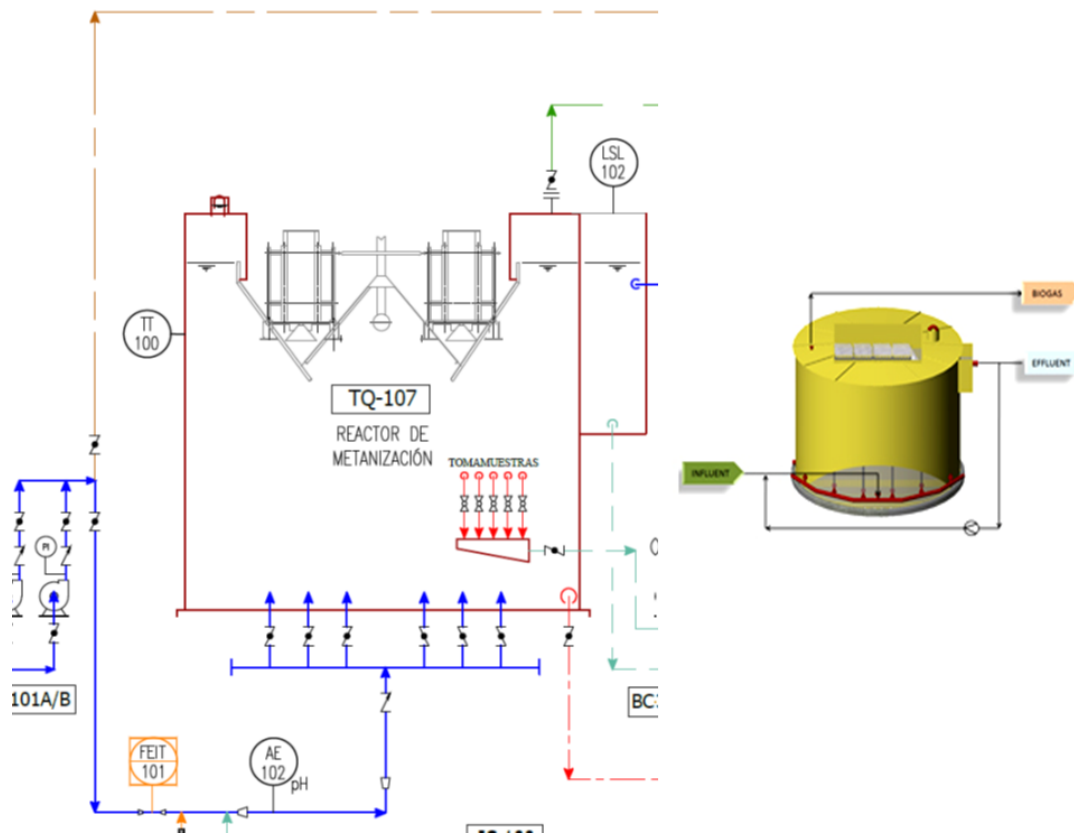 LSL
102
TT
100
TQ-107
REACTOR DE
METANIZACIÓN
TOMAMUESTRAS
PI
101A/B
FEIT
101
AE
102
pH
BIOGAS
EFFLUENT
INFLUENT